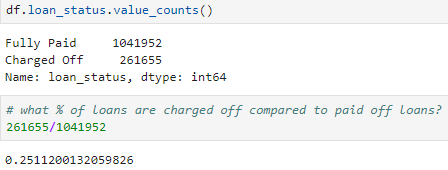 df.loan_status.value_counts()
Fully Paid     1041952
Charged Off     261655
Name: loan_status, dtype: int64
# what % of loans are charged off compared to paid off loans?
261655/1041952
0.2511200132059826